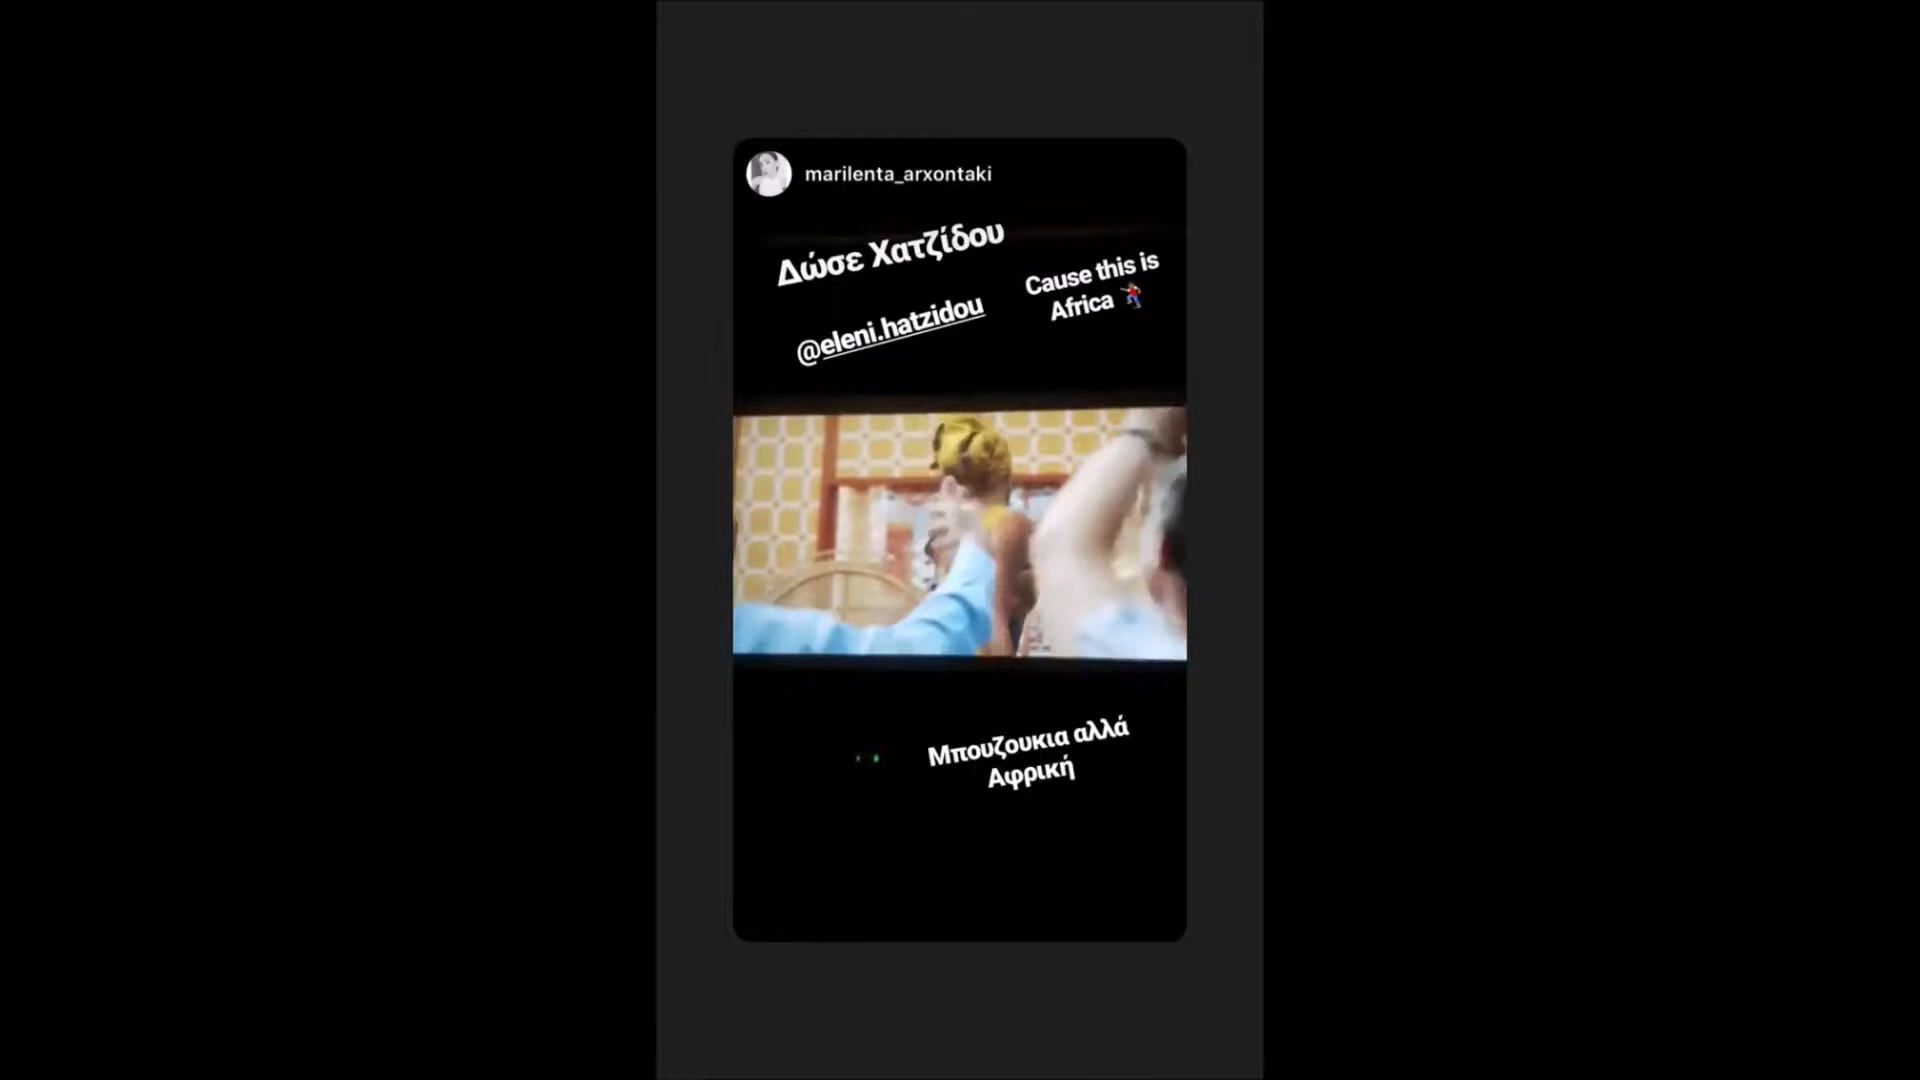 marilenta_arxontaki
Δώσε Χατζίδου
Cause this is
Africa
@eleni.hatzidou
Μπουζουκια αλλά
Αφρική